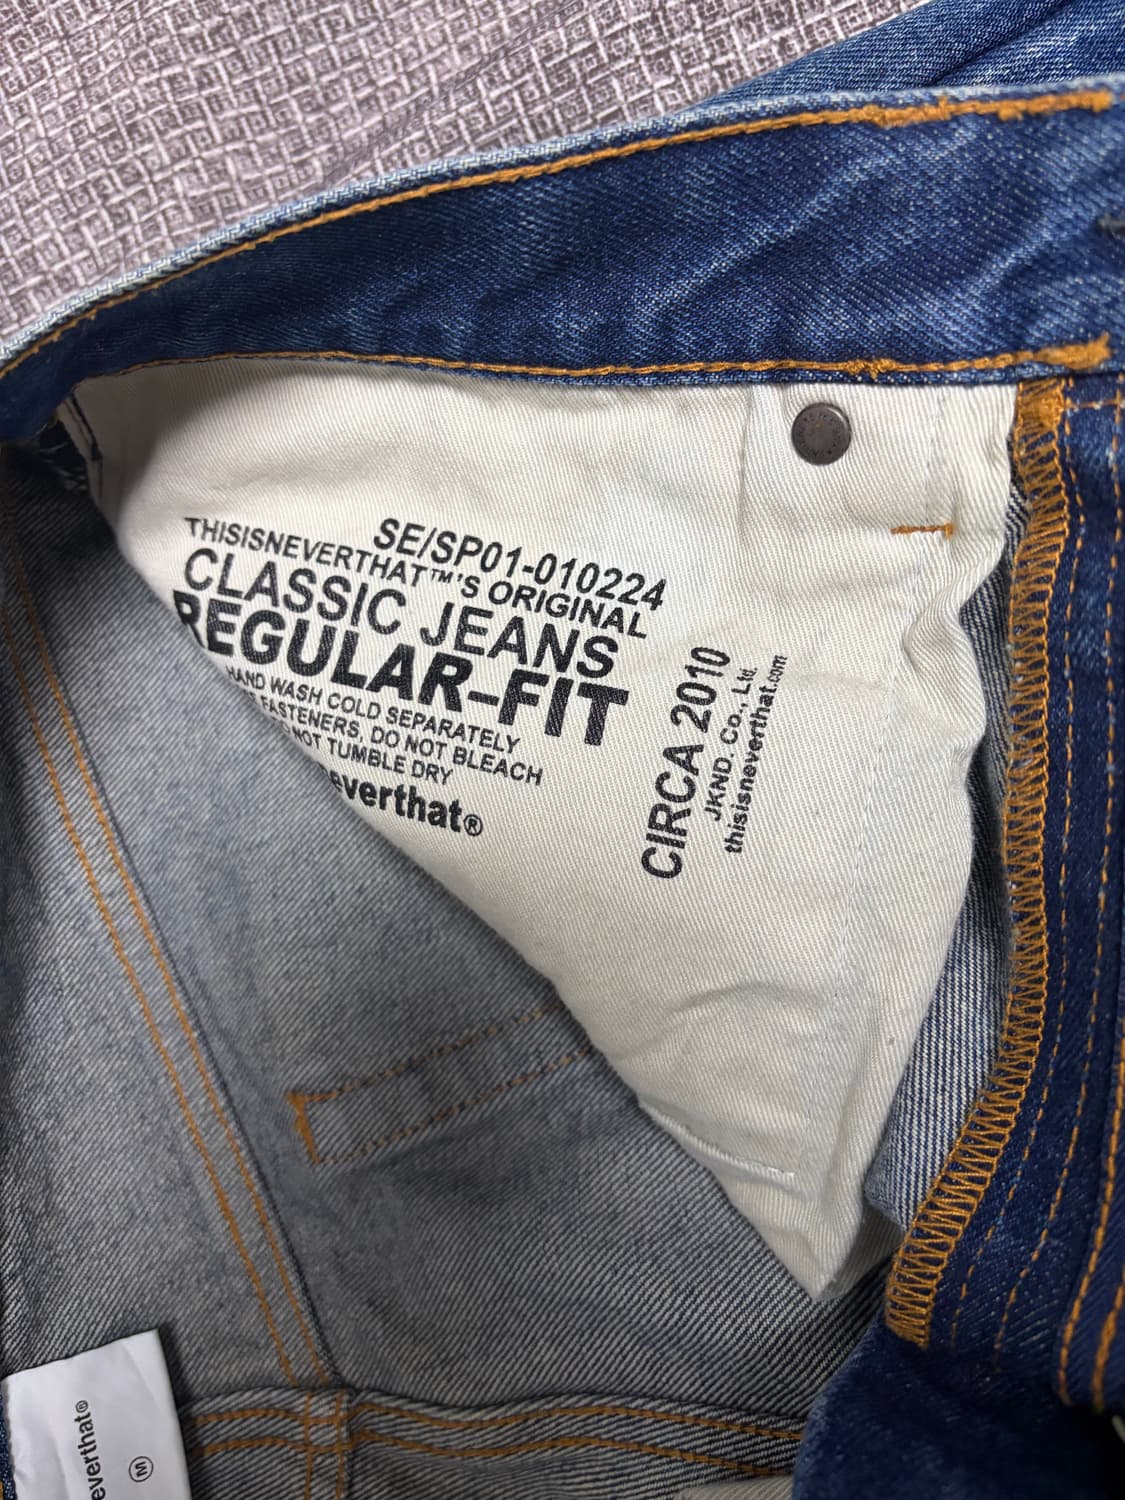 SE/SP01-010224
THISISNEVERTHAT™'S ORIGINAL
CLASSIC JEANS
REGULAR-FIT
HAND WASH COLD SEPARATELY
FASTENERS, DO NOT BLEACH
NOT TUMBLE DRY
everthat®
CIRCA 2010
JKND. Co., Ltd.
thisisneverthat.com
everthat®
M